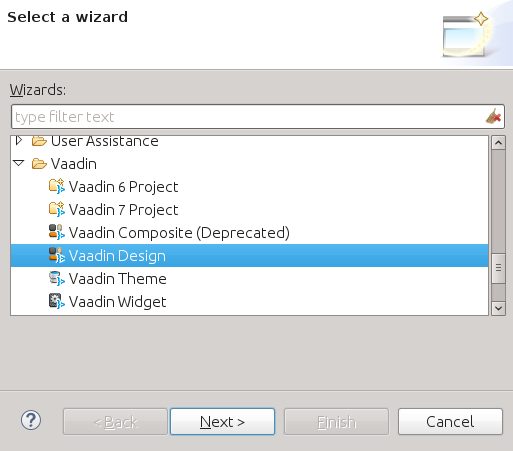 Select a wizard
Wizards:
type filter text
User Assistance
Vaadin
Vaadin 6 Project
Vaadin 7 Project
Vaadin Composite (Deprecated)
Vaadin Design
Vaadin Theme
Vaadin Widget
?
< Back
Next >
Finish
Cancel